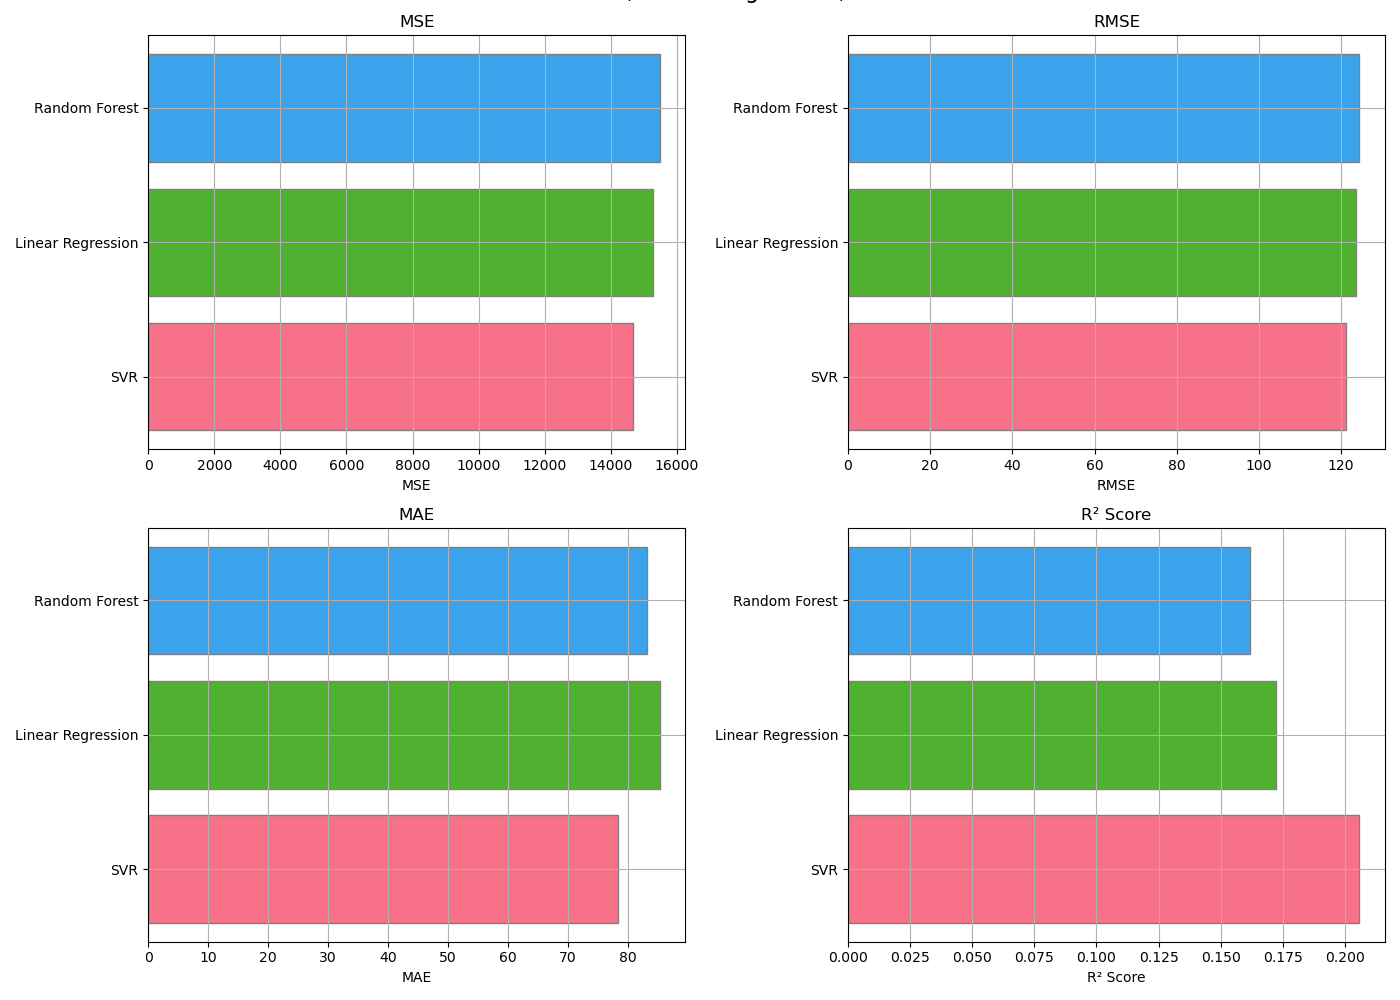 MSE
Random Forest
Linear Regression
SVR
0 2000 4000 6000 8000 10000 12000 14000 16000
MSE
RMSE
Random Forest
Linear Regression
SVR
0 20 40 60 80 100 120
RMSE
MAE
Random Forest
Linear Regression
SVR
0 10 20 30 40 50 60 70 80
MAE
R² Score
Random Forest
Linear Regression
SVR
0.000 0.025 0.050 0.075 0.100 0.125 0.150 0.175 0.200
R² Score